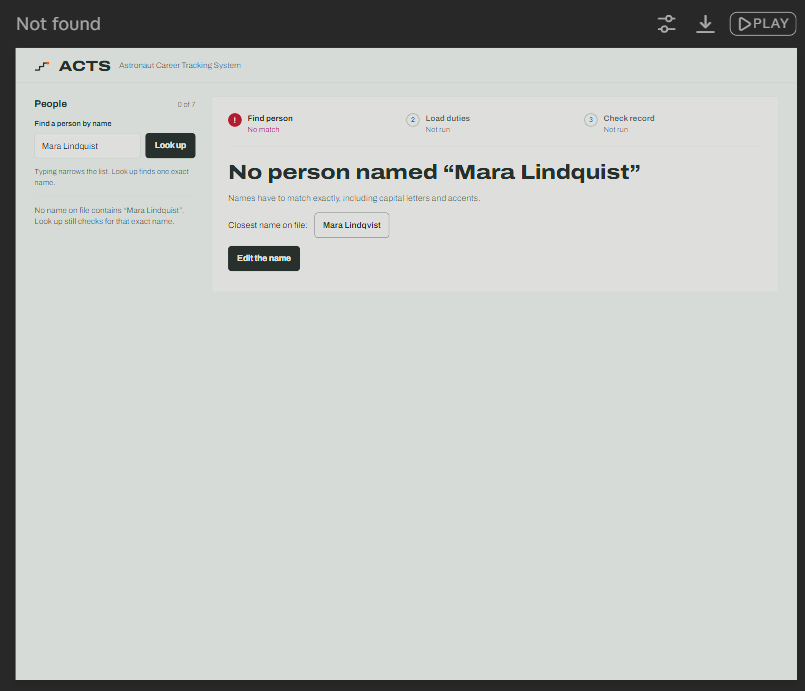 Not found
PLAY
ACTS Astronaut Career Tracking System
People 0 of 7
Find a person by name
Mara Lindquist Look up
Typing narrows the list. Look up finds one exact
name.
No name on file contains “Mara Lindquist”.
Look up still checks for that exact name.
! Find person
No match
2 Load duties
Not run
3 Check record
Not run
No person named “Mara Lindquist”
Names have to match exactly, including capital letters and accents.
Closest name on file: Mara Lindqvist
Edit the name